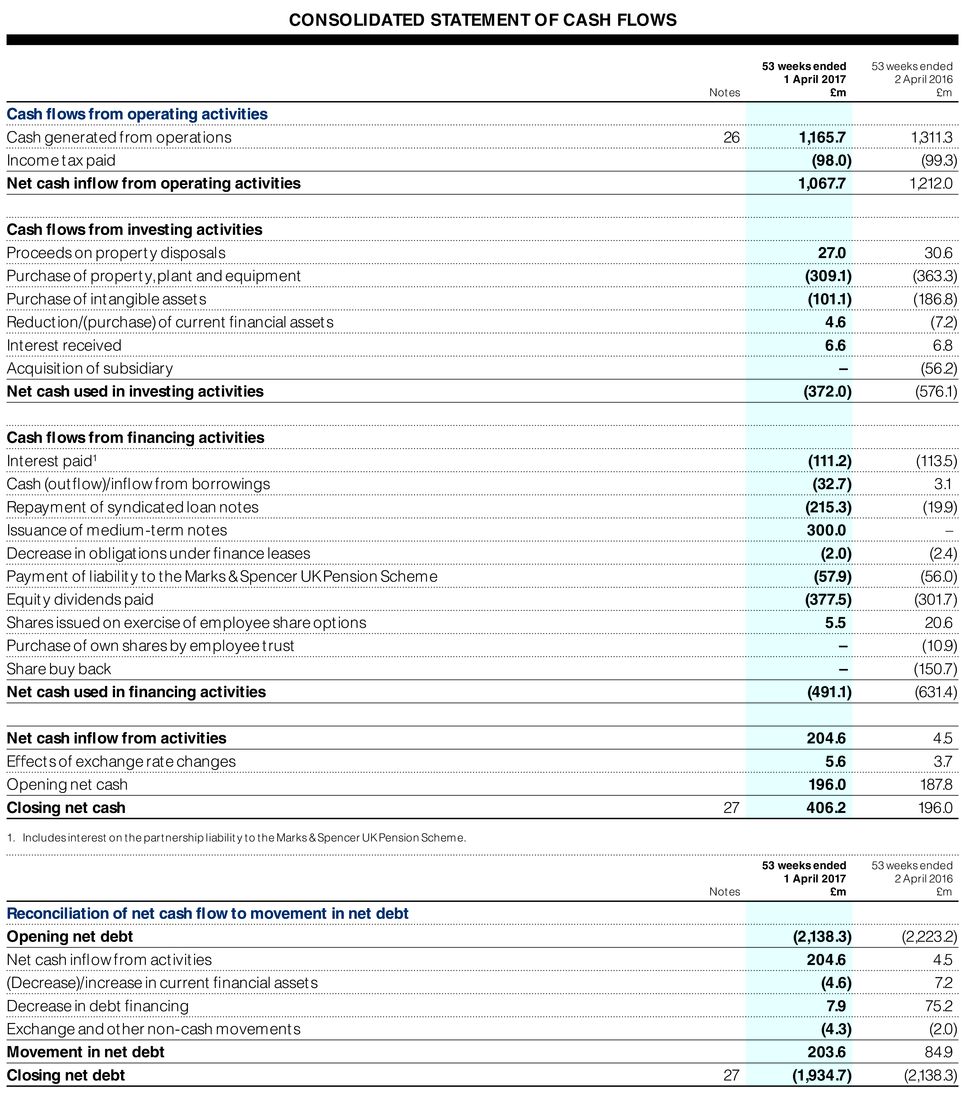 CONSOLIDATED STATEMENT OF CASH FLOWS
53 weeks ended 53 weeks ended
1 April 2017 2 April 2016
Notes £m £m
Cash flows from operating activities
Cash generated from operations 26 1,165.7 1,311.3
Income tax paid (98.0) (99.3)
Net cash inflow from operating activities 1,067.7 1,212.0
Cash flows from investing activities
Proceeds on property disposals 27.0 30.6
Purchase of property, plant and equipment (309.1) (363.3)
Purchase of intangible assets (101.1) (186.8)
Reduction/(purchase) of current financial assets 4.6 (7.2)
Interest received 6.6 6.8
Acquisition of subsidiary – (56.2)
Net cash used in investing activities (372.0) (576.1)
Cash flows from financing activities
Interest paid¹ (111.2) (113.5)
Cash (outflow)/inflow from borrowings (32.7) 3.1
Repayment of syndicated loan notes (215.3) (19.9)
Issuance of medium-term notes 300.0 –
Decrease in obligations under finance leases (2.0) (2.4)
Payment of liability to the Marks & Spencer UK Pension Scheme (57.9) (56.0)
Equity dividends paid (377.5) (301.7)
Shares issued on exercise of employee share options 5.5 20.6
Purchase of own shares by employee trust – (10.9)
Share buy back – (150.7)
Net cash used in financing activities (491.1) (631.4)
Net cash inflow from activities 204.6 4.5
Effects of exchange rate changes 5.6 3.7
Opening net cash 196.0 187.8
Closing net cash 27 406.2 196.0
1. Includes interest on the partnership liability to the Marks & Spencer UK Pension Scheme.
53 weeks ended 53 weeks ended
1 April 2017 2 April 2016
Notes £m £m
Reconciliation of net cash flow to movement in net debt
Opening net debt (2,138.3) (2,223.2)
Net cash inflow from activities 204.6 4.5
(Decrease)/increase in current financial assets (4.6) 7.2
Decrease in debt financing 7.9 75.2
Exchange and other non-cash movements (4.3) (2.0)
Movement in net debt 203.6 84.9
Closing net debt 27 (1,934.7) (2,138.3)